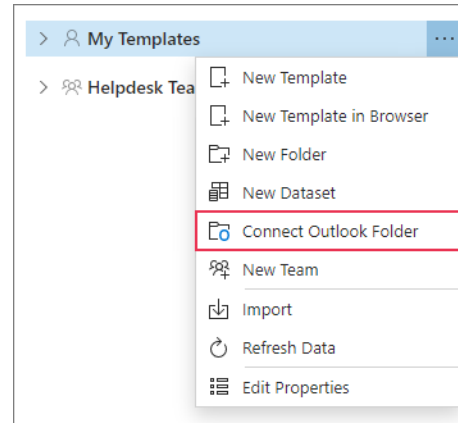 My Templates
Helpdesk Tea
New Template
New Template in Browser
New Folder
New Dataset
Connect Outlook Folder
New Team
Import
Refresh Data
Edit Properties